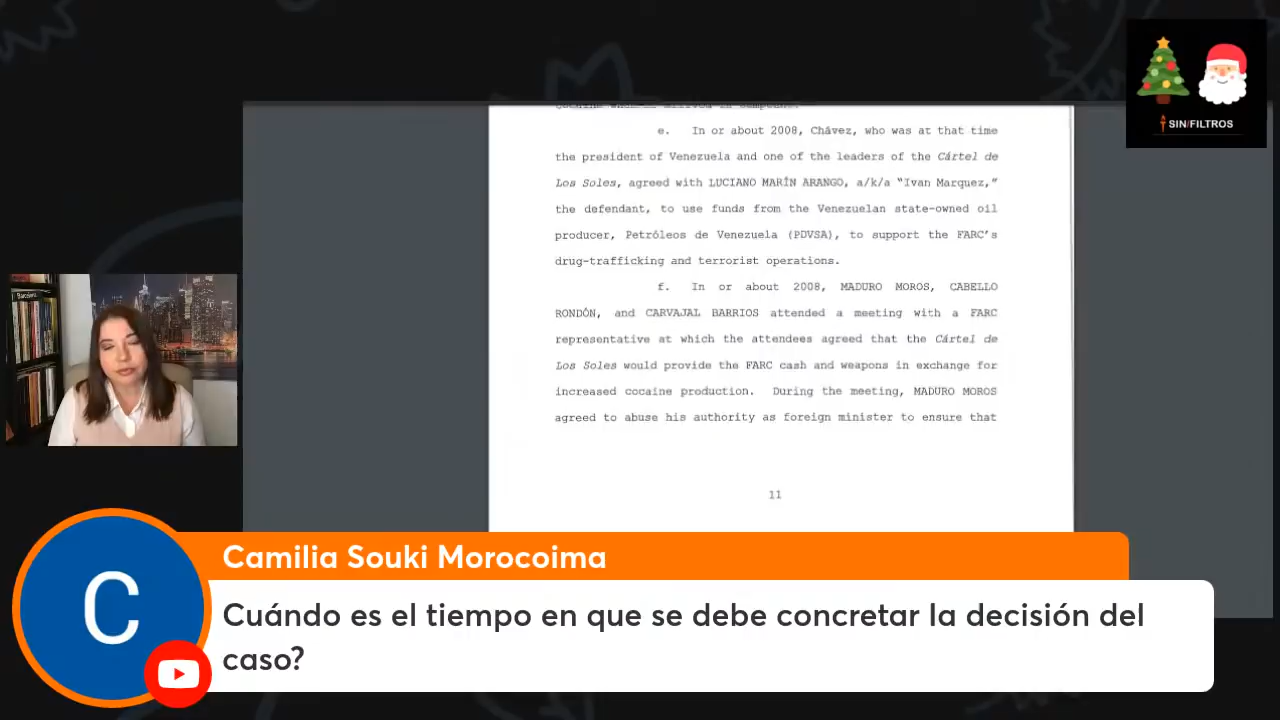 SIN/FILTROS
e. In or about 2008, Chávez, who was at that time
the president of Venezuela and one of the leaders of the Cártel de
Los Soles, agreed with LUCIANO MARÍN ARANGO, a/k/a "Ivan Marquez,"
the defendant, to use funds from the Venezuelan state-owned oil
producer, Petróleos de Venezuela (PDVSA), to support the FARC's
drug-trafficking and terrorist operations.
f. In or about 2008, MADURO MOROS, CABELLO
RONDÓN, and CARVAJAL BARRIOS attended a meeting with a FARC
representative at which the attendees agreed that the Cártel de
Los Soles would provide the FARC cash and weapons in exchange for
increased cocaine production. During the meeting, MADURO MOROS
agreed to abuse his authority as foreign minister to ensure that
11
Barcelona
C
Camilia Souki Morocoima
Cuándo es el tiempo en que se debe concretar la decisión del
caso?